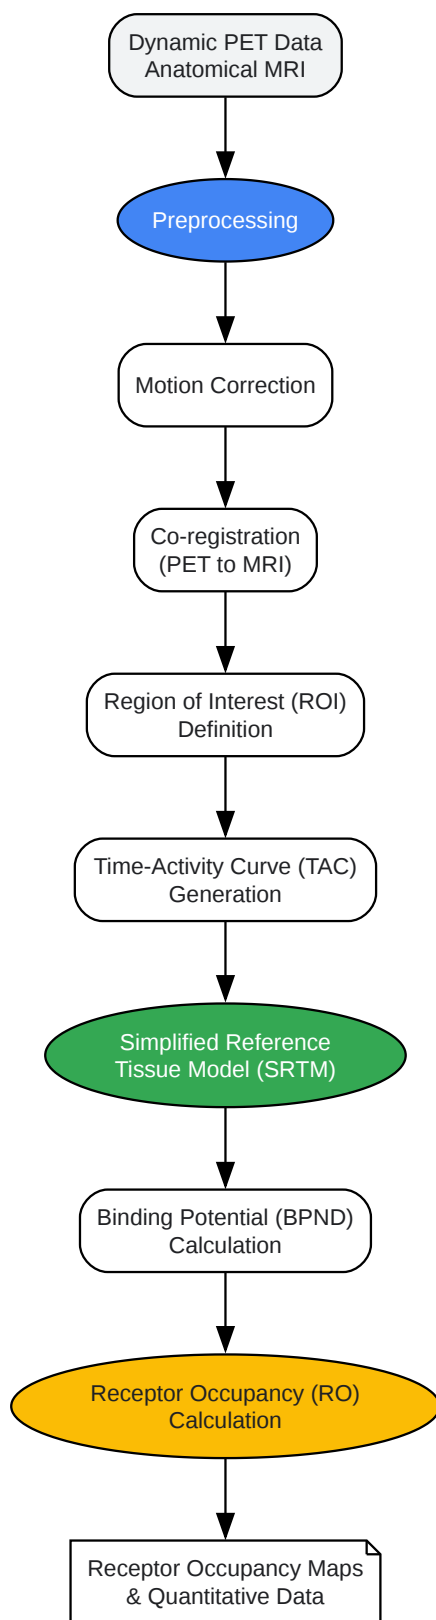 Dynamic PET Data
Anatomical MRI
Preprocessing
Motion Correction
Co-registration
(PET to MRI)
Region of Interest (ROI)
Definition
Time-Activity Curve (TAC)
Generation
Simplified Reference
Tissue Model (SRTM)
Binding Potential (BPND)
Calculation
Receptor Occupancy (RO)
Calculation
Receptor Occupancy Maps
& Quantitative Data